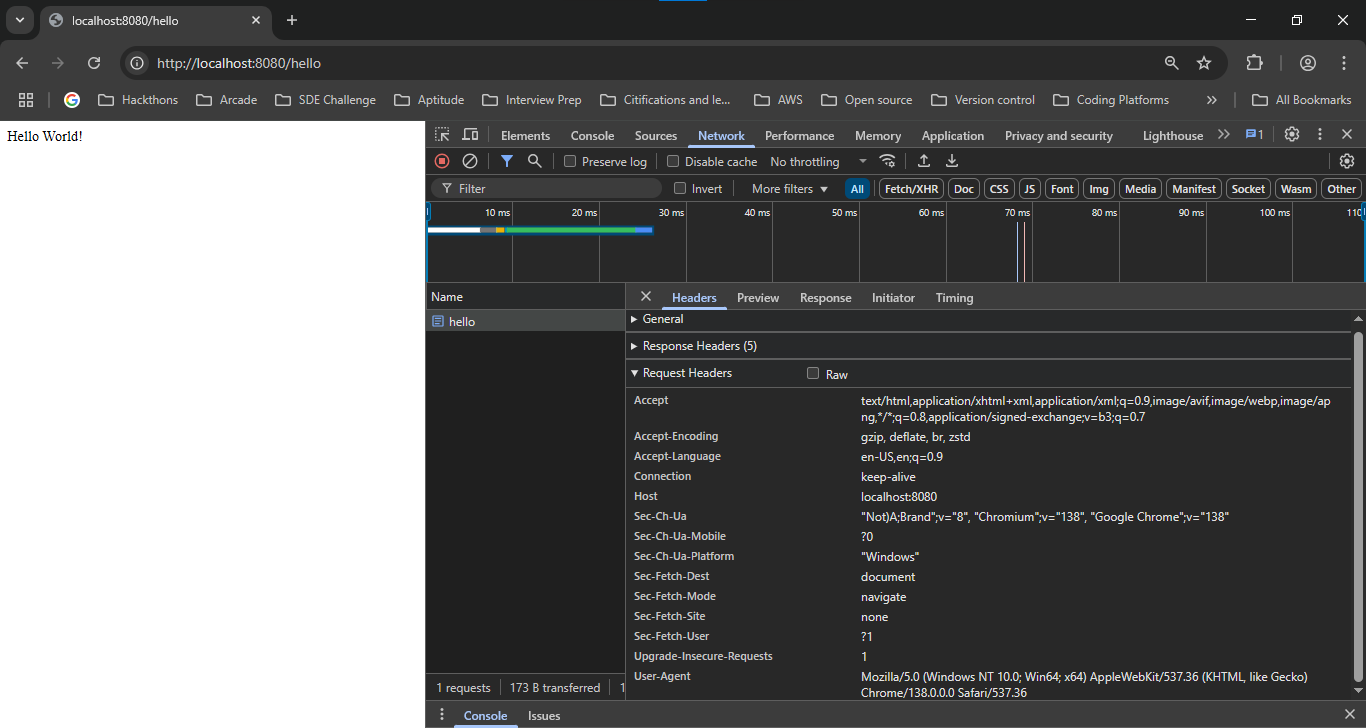 localhost:8080/hello
http://localhost:8080/hello
Hackthons Arcade SDE Challenge Aptitude Interview Prep Citifications and le... AWS Open source Version control Coding Platforms » All Bookmarks
Hello World!
Elements Console Sources Network Performance Memory Application Privacy and security Lighthouse » 1
Preserve log Disable cache No throttling
Filter Invert More filters All Fetch/XHR Doc CSS JS Font Img Media Manifest Socket Wasm Other
10 ms 20 ms 30 ms 40 ms 50 ms 60 ms 70 ms 80 ms 90 ms 100 ms 110
Name
hello
Headers Preview Response Initiator Timing
General
Response Headers (5)
Request Headers Raw
Accept text/html,application/xhtml+xml,application/xml;q=0.9,image/avif,image/webp,image/ap
ng,*/*;q=0.8,application/signed-exchange;v=b3;q=0.7
Accept-Encoding gzip, deflate, br, zstd
Accept-Language en-US,en;q=0.9
Connection keep-alive
Host localhost:8080
Sec-Ch-Ua "Not)A;Brand";v="8", "Chromium";v="138", "Google Chrome";v="138"
Sec-Ch-Ua-Mobile ?0
Sec-Ch-Ua-Platform "Windows"
Sec-Fetch-Dest document
Sec-Fetch-Mode navigate
Sec-Fetch-Site none
Sec-Fetch-User ?1
Upgrade-Insecure-Requests 1
User-Agent Mozilla/5.0 (Windows NT 10.0; Win64; x64) AppleWebKit/537.36 (KHTML, like Gecko)
Chrome/138.0.0.0 Safari/537.36
1 requests 173 B transferred 1
Console Issues